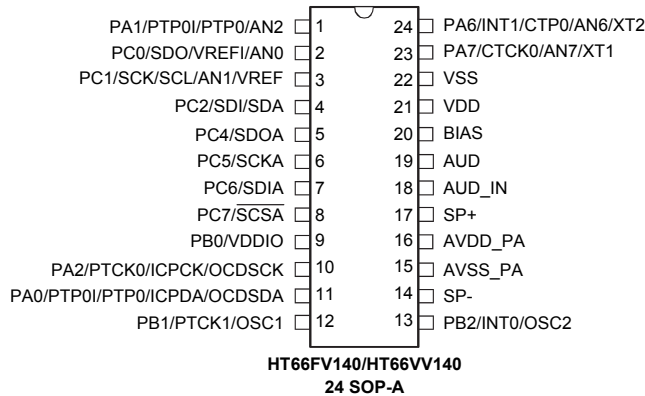 PA1/PTP0I/PTP0/AN2 1 24 PA6/INT1/CTP0/AN6/XT2
PC0/SDO/VREFI/AN0 2 23 PA7/CTCK0/AN7/XT1
PC1/SCK/SCL/AN1/VREF 3 22 VSS
PC2/SDI/SDA 4 21 VDD
PC4/SDOA 5 20 BIAS
PC5/SCKA 6 19 AUD
PC6/SDIA 7 18 AUD_IN
PC7/SCSA 8 17 SP+
PB0/VDDIO 9 16 AVDD_PA
PA2/PTCK0/ICPCK/OCDSCK 10 15 AVSS_PA
PA0/PTP0I/PTP0/ICPDA/OCDSDA 11 14 SP-
PB1/PTCK1/OSC1 12 13 PB2/INT0/OSC2
HT66FV140/HT66VV140
24 SOP-A